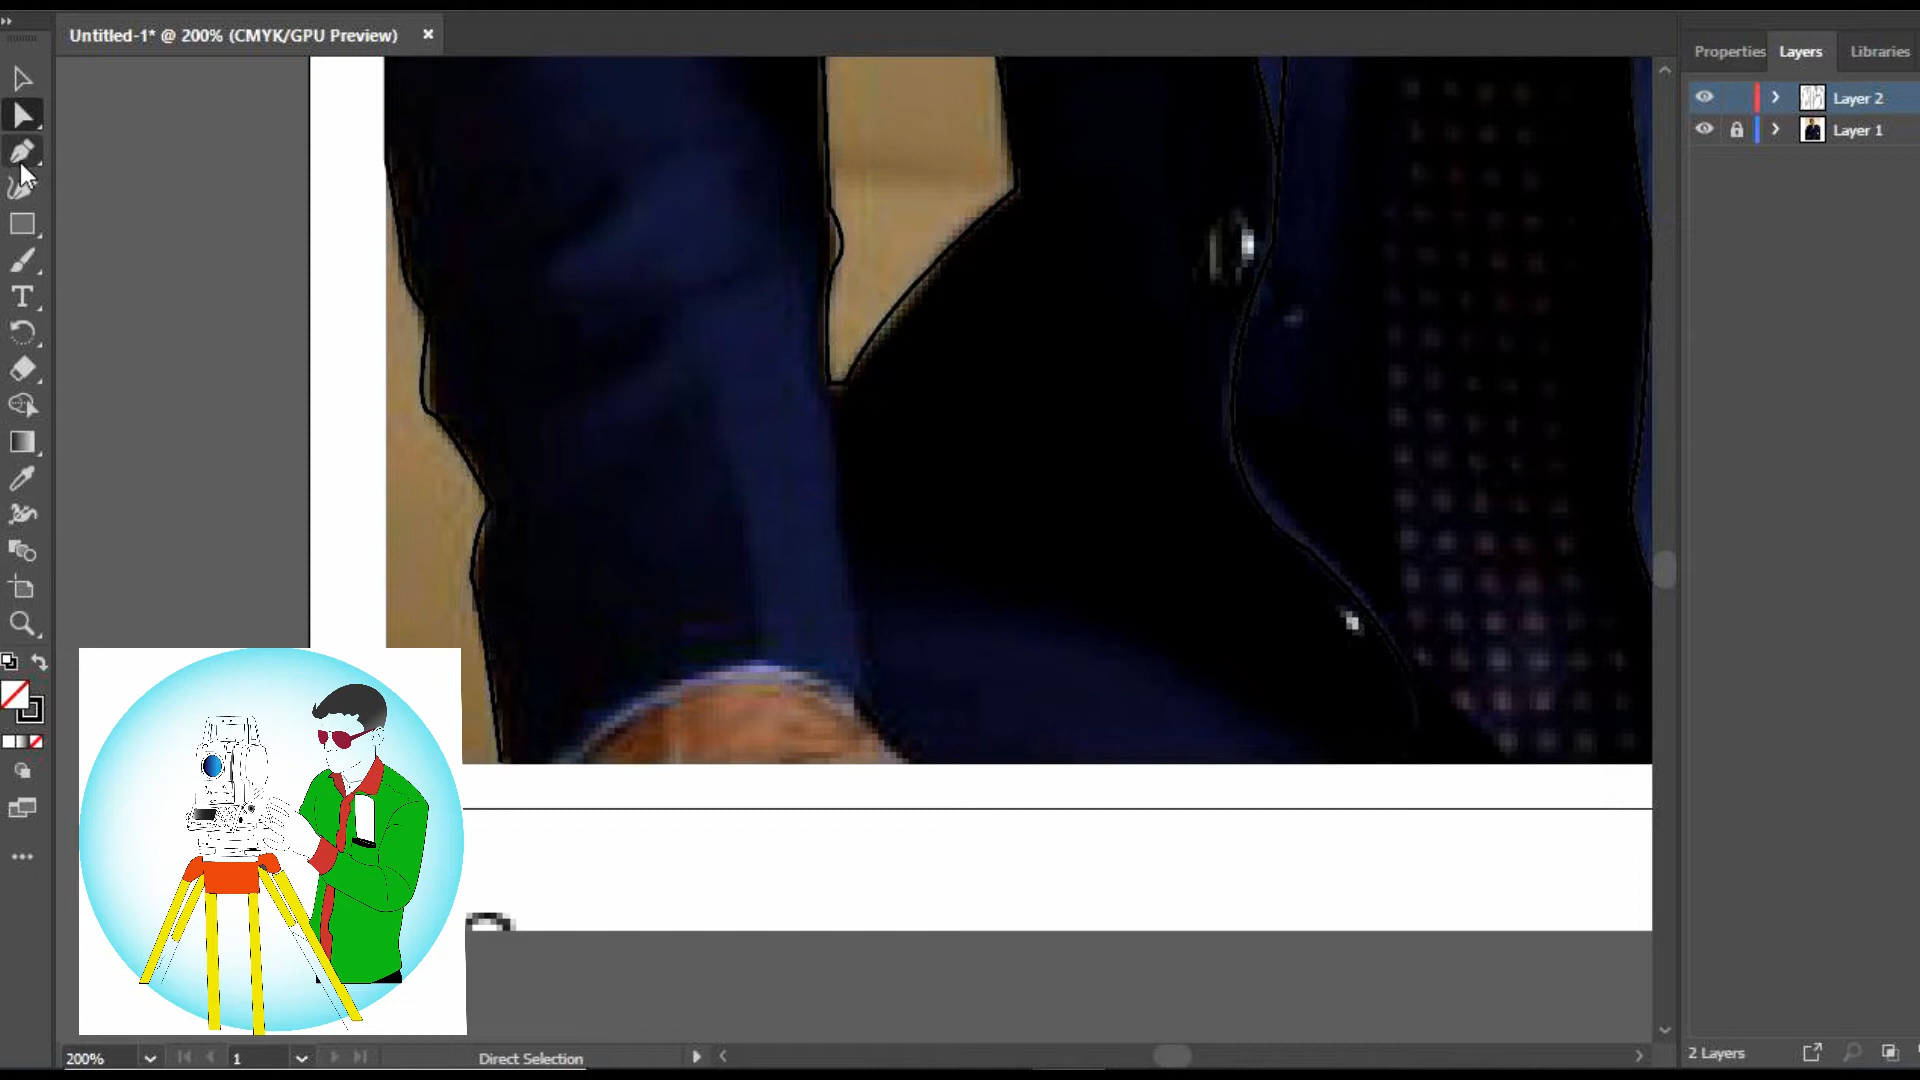 Untitled-1* @ 200% (CMYK/GPU Preview)
Properties Layers Libraries
Layer 2
Layer 1
200%
1
Direct Selection
2 Layers